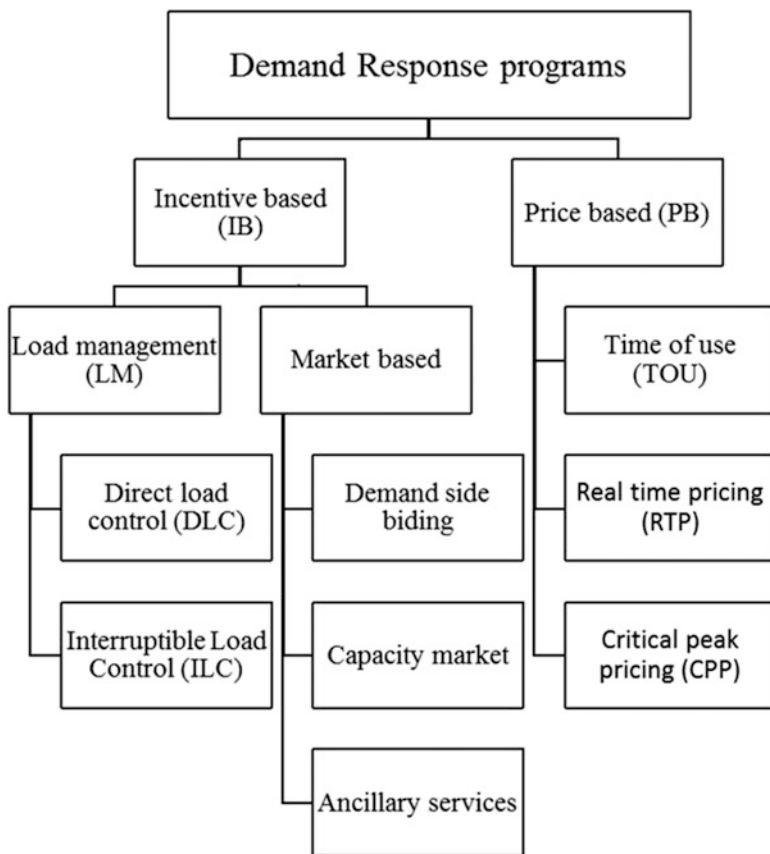 Demand Response programs
Incentive based
(IB)
Price based (PB)
Load management
(LM)
Market based
Time of use
(TOU)
Direct load
control (DLC)
Demand side
biding
Real time pricing
(RTP)
Interruptible Load
Control (ILC)
Capacity market
Critical peak
pricing (CPP)
Ancillary services